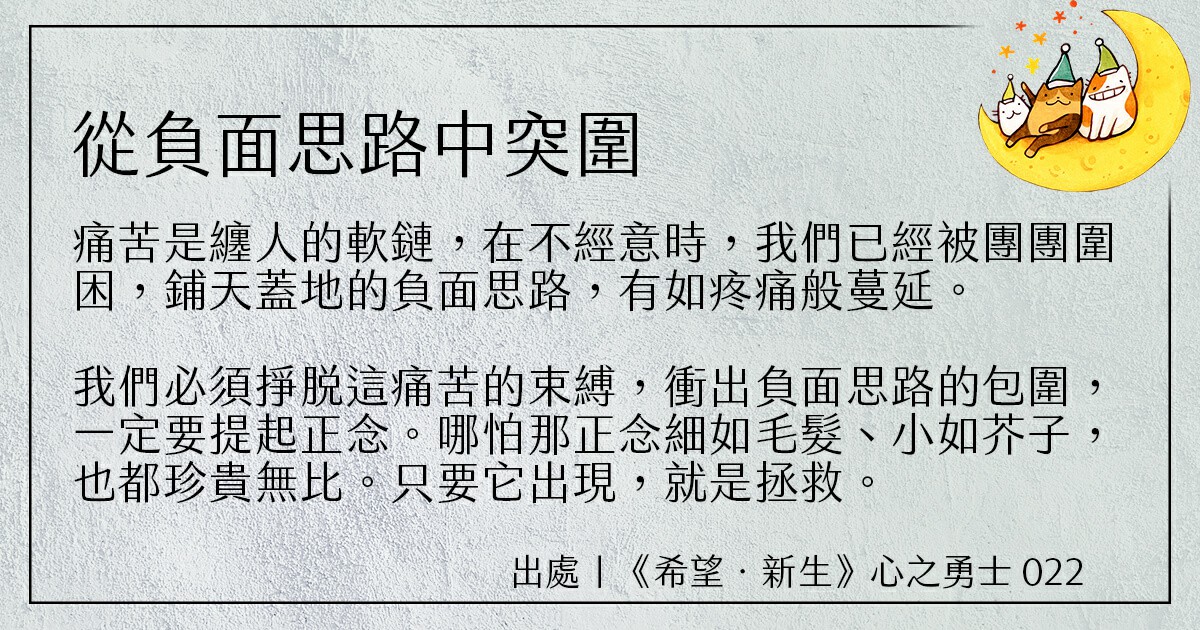 從負面思路中突圍
痛苦是纏人的軟鏈，在不經意時，我們已經被團團圍
困，鋪天蓋地的負面思路，有如疼痛般蔓延。
我們必須掙脫這痛苦的束縛，衝出負面思路的包圍，
一定要提起正念。哪怕那正念細如毛髮、小如芥子，
也都珍貴無比。只要它出現，就是拯救。
出處｜《希望．新生》心之勇士 022